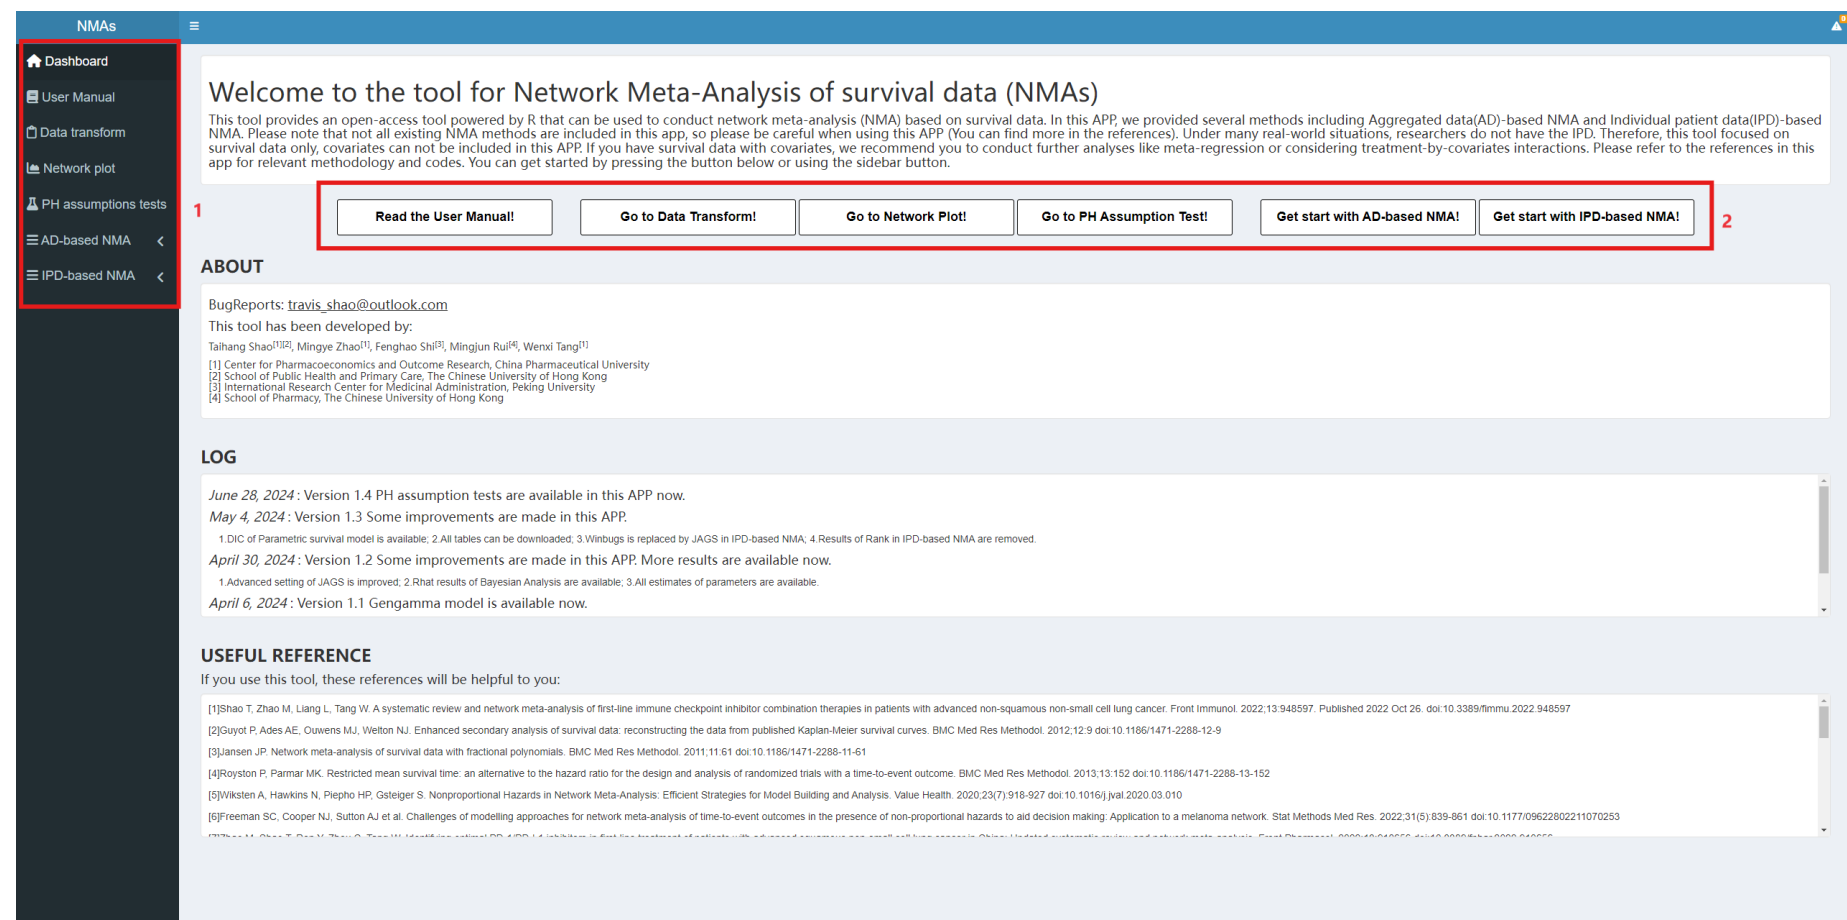 NMAs
0
Dashboard
User Manual
Data transform
Network plot
PH assumptions tests
AD-based NMA
IPD-based NMA
1
Welcome to the tool for Network Meta-Analysis of survival data (NMAs)
This tool provides an open-access tool powered by R that can be used to conduct network meta-analysis (NMA) based on survival data. In this APP, we provided several methods including Aggregated data(AD)-based NMA and Individual patient data(IPD)-based
NMA. Please note that not all existing NMA methods are included in this app, so please be careful when using this APP (You can find more in the references). Under many real-world situations, researchers do not have the IPD. Therefore, this tool focused on
survival data only, covariates can not be included in this APP. If you have survival data with covariates, we recommend you to conduct further analyses like meta-regression or considering treatment-by-covariates interactions. Please refer to the references in this
app for relevant methodology and codes. You can get started by pressing the button below or using the sidebar button.
Read the User Manual! Go to Data Transform! Go to Network Plot! Go to PH Assumption Test! Get start with AD-based NMA! Get start with IPD-based NMA!
2
ABOUT
BugReports: travis_shao@outlook.com
This tool has been developed by:
Taihang Shao[1][2], Mingye Zhao[1], Fenghao Shi[3], Mingjun Rui[4], Wenxi Tang[1]
[1] Center for Pharmacoeconomics and Outcome Research, China Pharmaceutical University
[2] School of Public Health and Primary Care, The Chinese University of Hong Kong
[3] International Research Center for Medicinal Administration, Peking University
[4] School of Pharmacy, The Chinese University of Hong Kong
LOG
June 28, 2024 : Version 1.4 PH assumption tests are available in this APP now.
May 4, 2024 : Version 1.3 Some improvements are made in this APP.
1.DIC of Parametric survival model is available; 2.All tables can be downloaded; 3.Winbugs is replaced by JAGS in IPD-based NMA; 4.Results of Rank in IPD-based NMA are removed.
April 30, 2024 : Version 1.2 Some improvements are made in this APP. More results are available now.
1.Advanced setting of JAGS is improved; 2.Rhat results of Bayesian Analysis are available; 3.All estimates of parameters are available.
April 6, 2024 : Version 1.1 Gengamma model is available now.
USEFUL REFERENCE
If you use this tool, these references will be helpful to you:
[1]Shao T, Zhao M, Liang L, Tang W. A systematic review and network meta-analysis of first-line immune checkpoint inhibitor combination therapies in patients with advanced non-squamous non-small cell lung cancer. Front Immunol. 2022;13:948597. Published 2022 Oct 26. doi:10.3389/fimmu.2022.948597
[2]Guyot P, Ades AE, Ouwens MJ, Welton NJ. Enhanced secondary analysis of survival data: reconstructing the data from published Kaplan-Meier survival curves. BMC Med Res Methodol. 2012;12:9 doi:10.1186/1471-2288-12-9
[3]Jansen JP. Network meta-analysis of survival data with fractional polynomials. BMC Med Res Methodol. 2011;11:61 doi:10.1186/1471-2288-11-61
[4]Royston P, Parmar MK. Restricted mean survival time: an alternative to the hazard ratio for the design and analysis of randomized trials with a time-to-event outcome. BMC Med Res Methodol. 2013;13:152 doi:10.1186/1471-2288-13-152
[5]Wiksten A, Hawkins N, Piepho HP, Gsteiger S. Nonproportional Hazards in Network Meta-Analysis: Efficient Strategies for Model Building and Analysis. Value Health. 2020;23(7):918-927 doi:10.1016/j.jval.2020.03.010
[6]Freeman SC, Cooper NJ, Sutton AJ et al. Challenges of modelling approaches for network meta-analysis of time-to-event outcomes in the presence of non-proportional hazards to aid decision making: Application to a melanoma network. Stat Methods Med Res. 2022;31(5):839-861 doi:10.1177/09622802211070253